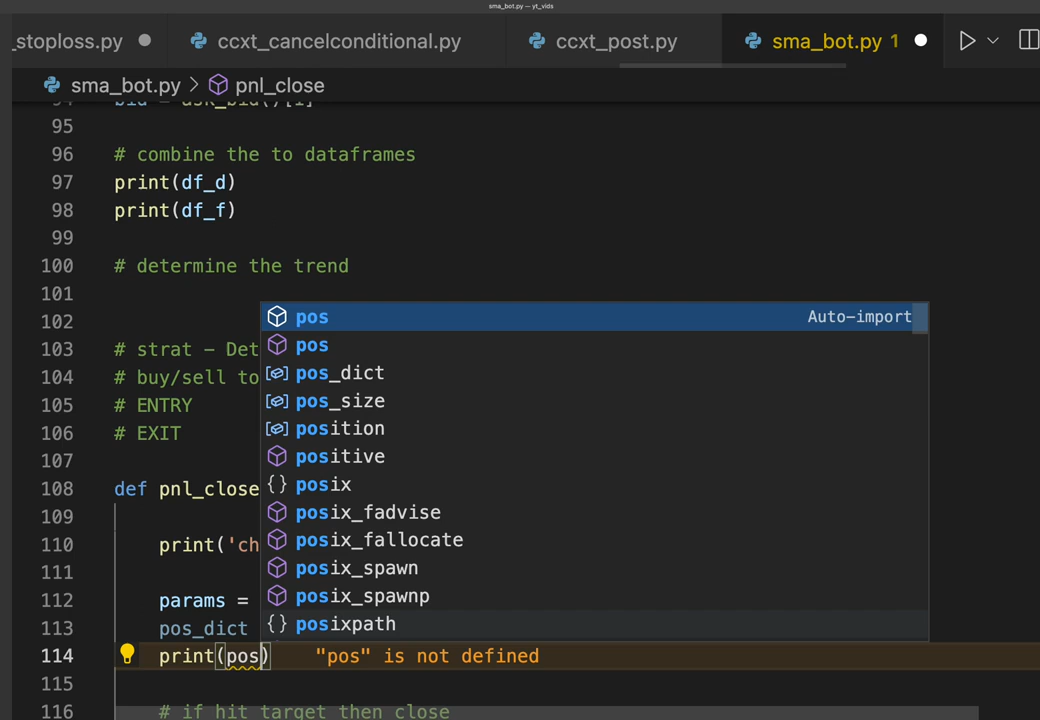 sma_bot.py — yt_vids
_stoploss.py ccxt_cancelconditional.py ccxt_post.py sma_bot.py 1
sma_bot.py > pnl_close
94 bid = ask_bid()[1]
95
96 # combine the to dataframes
97 print(df_d)
98 print(df_f)
99
100 # determine the trend
101
102
103 # strat - Det
104 # buy/sell to
105 # ENTRY
106 # EXIT
107
108 def pnl_close
109
110 print('ch
111
112 params =
113 pos_dict
114 print(pos) "pos" is not defined
115
116 # if hit target then close
pos Auto-import
pos
pos_dict
pos_size
position
positive
{} posix
posix_fadvise
posix_fallocate
posix_spawn
posix_spawnp
{} posixpath